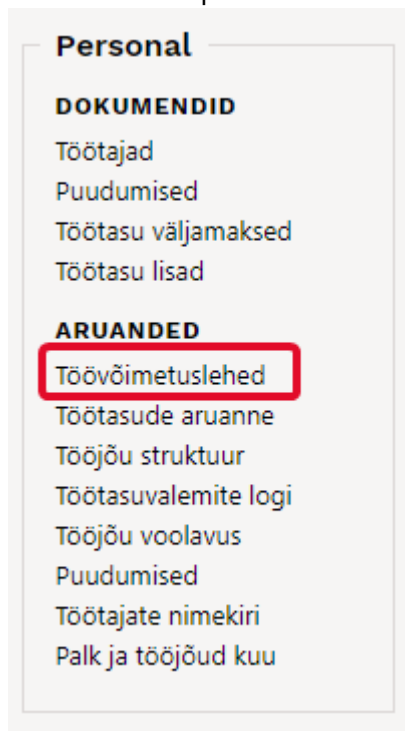 Personal
DOKUMENDID
Töötajad
Puudumised
Töötasu väljamaksed
Töötasu lisad
ARUANDED
Töövõimetuslehed
Töötasude aruanne
Tööjõu struktuur
Töötasuvalemite logi
Tööjõu voolavus
Puudumised
Töötajate nimekiri
Palk ja tööjõud kuu